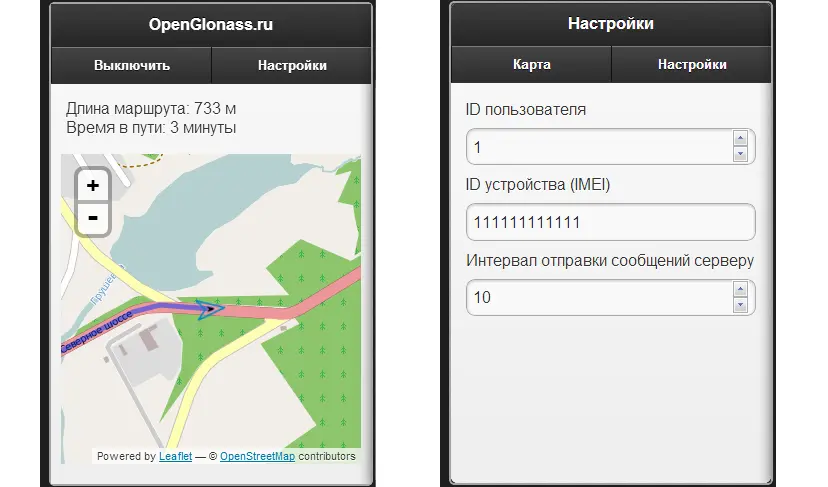 OpenGlonass.ru
Выключить
Настройки
Длина маршрута: 733 м
Время в пути: 3 минуты
+
-
Северное шоссе
Powered by Leaflet — © OpenStreetMap contributors
Настройки
Карта
Настройки
ID пользователя
1
ID устройства (IMEI)
111111111111
Интервал отправки сообщений серверу
10